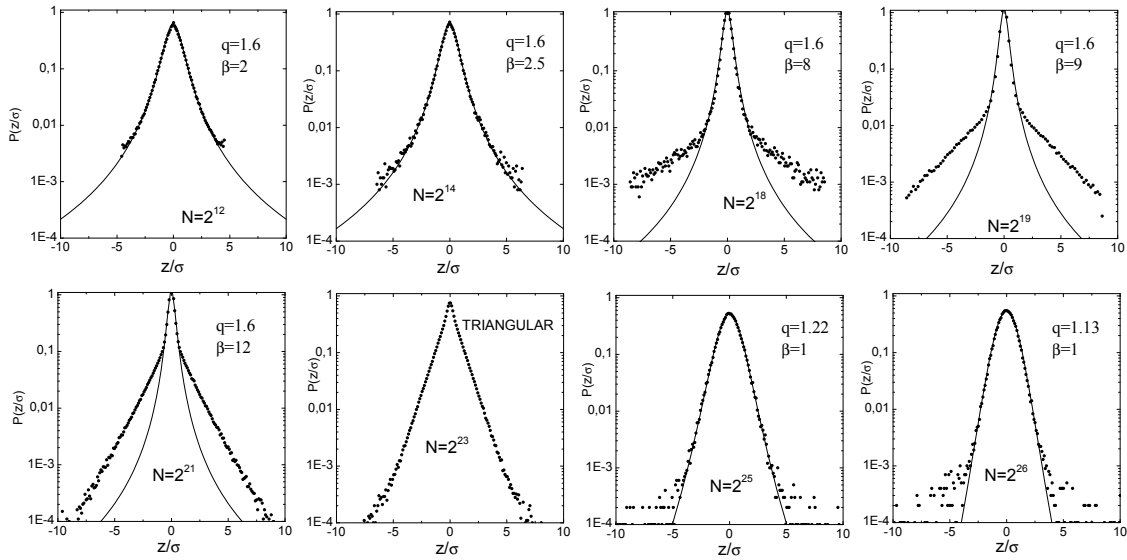 1
0,1
0,01
1E-3
1E-4
P(z/σ)
q=1.6
β=2
N=2^12
-10 -5 0 5 10
z/σ
1
0,1
0,01
1E-3
1E-4
P(z/σ)
q=1.6
β=2.5
N=2^14
-10 -5 0 5 10
z/σ
1
0,1
0,01
1E-3
1E-4
P(z/σ)
q=1.6
β=8
N=2^18
-10 -5 0 5 10
z/σ
1
0,1
0,01
1E-3
1E-4
P(z/σ)
q=1.6
β=9
N=2^19
-10 -5 0 5 10
z/σ
1
0,1
0,01
1E-3
1E-4
P(z/σ)
q=1.6
β=12
N=2^21
-10 -5 0 5 10
z/σ
1
0,1
0,01
1E-3
1E-4
P(z/σ)
TRIANGULAR
N=2^23
-10 -5 0 5 10
z/σ
1
0,1
0,01
1E-3
1E-4
P(z/σ)
q=1.22
β=1
N=2^25
-10 -5 0 5 10
z/σ
1
0,1
0,01
1E-3
1E-4
P(z/σ)
q=1.13
β=1
N=2^26
-10 -5 0 5 10
z/σ